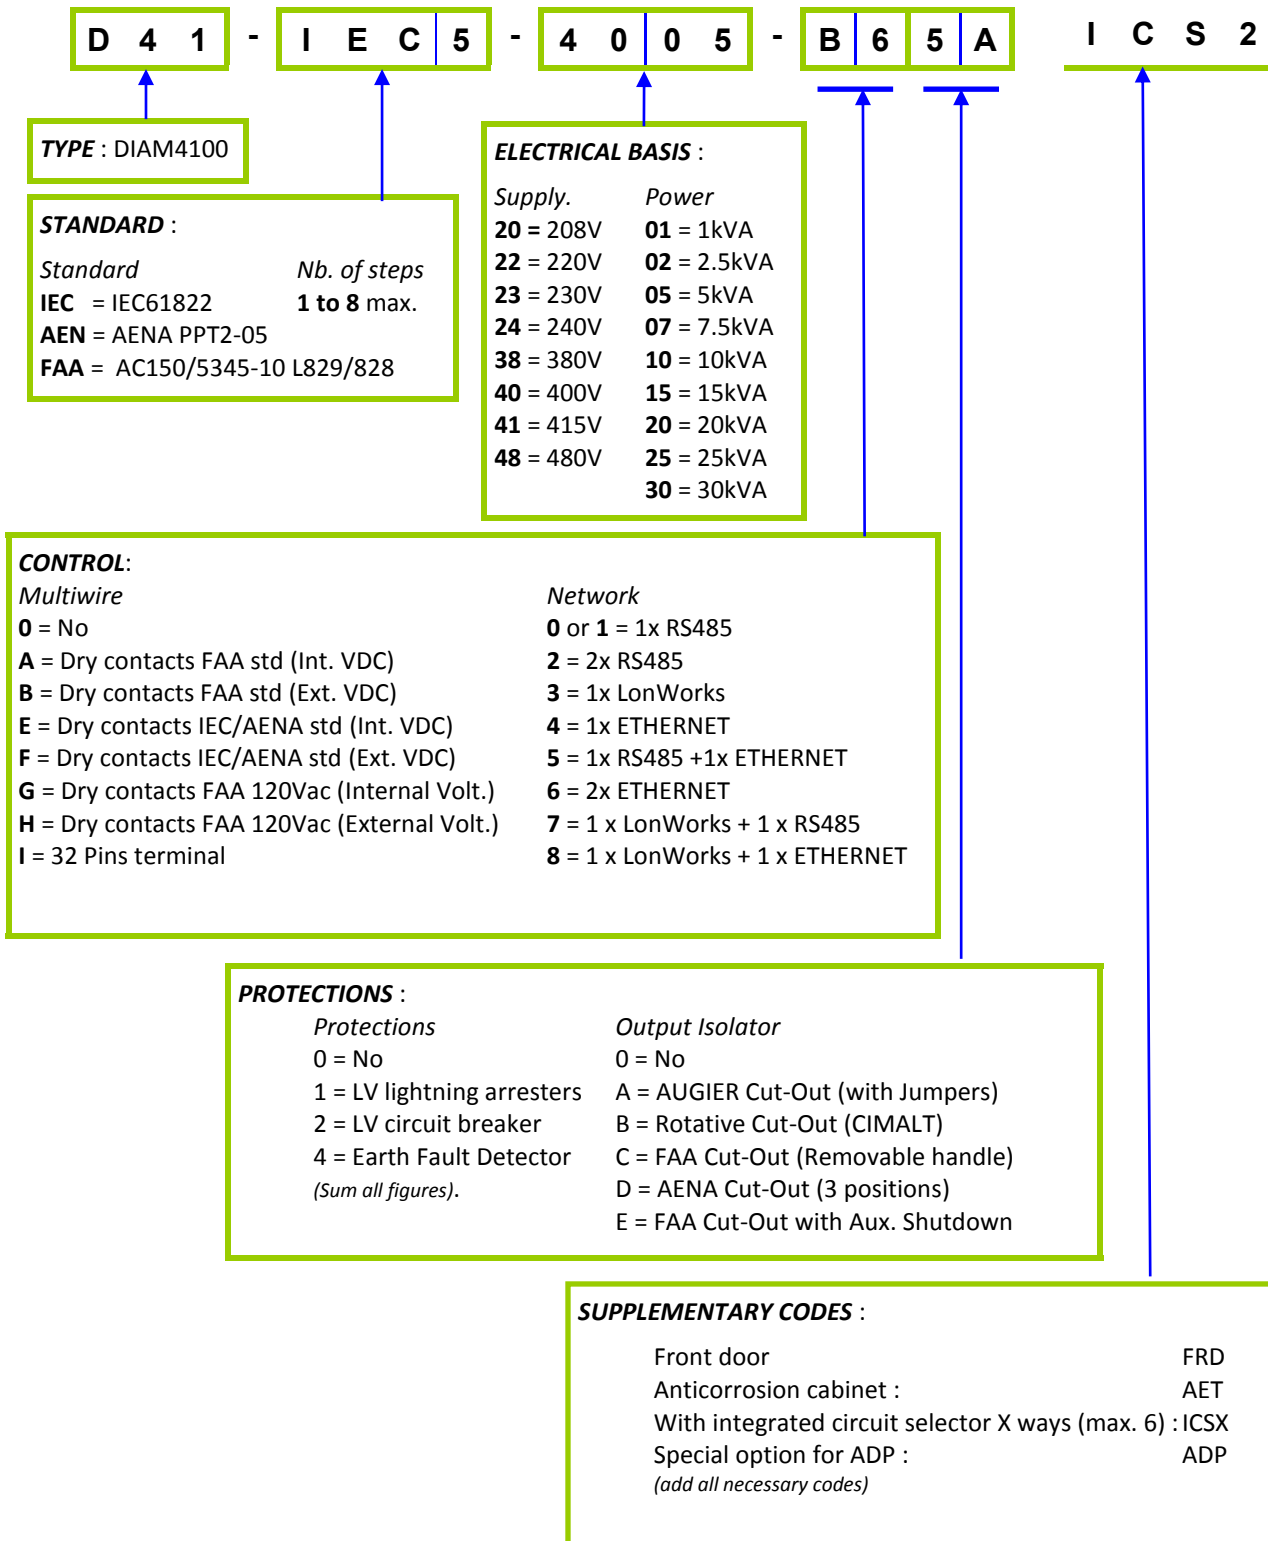 D 4 1 - I E C 5 - 4 0 0 5 - B 6 5 A I C S 2
TYPE : DIAM4100
STANDARD :
Standard Nb. of steps
IEC = IEC61822 1 to 8 max.
AEN = AENA PPT2-05
FAA = AC150/5345-10 L829/828
ELECTRICAL BASIS :
Supply. Power
20 = 208V 01 = 1kVA
22 = 220V 02 = 2.5kVA
23 = 230V 05 = 5kVA
24 = 240V 07 = 7.5kVA
38 = 380V 10 = 10kVA
40 = 400V 15 = 15kVA
41 = 415V 20 = 20kVA
48 = 480V 25 = 25kVA
30 = 30kVA
CONTROL:
Multiwire Network
0 = No 0 or 1 = 1x RS485
A = Dry contacts FAA std (Int. VDC) 2 = 2x RS485
B = Dry contacts FAA std (Ext. VDC) 3 = 1x LonWorks
E = Dry contacts IEC/AENA std (Int. VDC) 4 = 1x ETHERNET
F = Dry contacts IEC/AENA std (Ext. VDC) 5 = 1x RS485 +1x ETHERNET
G = Dry contacts FAA 120Vac (Internal Volt.) 6 = 2x ETHERNET
H = Dry contacts FAA 120Vac (External Volt.) 7 = 1 x LonWorks + 1 x RS485
I = 32 Pins terminal 8 = 1 x LonWorks + 1 x ETHERNET
PROTECTIONS :
Protections Output Isolator
0 = No 0 = No
1 = LV lightning arresters A = AUGIER Cut-Out (with Jumpers)
2 = LV circuit breaker B = Rotative Cut-Out (CIMALT)
4 = Earth Fault Detector C = FAA Cut-Out (Removable handle)
(Sum all figures). D = AENA Cut-Out (3 positions)
E = FAA Cut-Out with Aux. Shutdown
SUPPLEMENTARY CODES :
Front door FRD
Anticorrosion cabinet : AET
With integrated circuit selector X ways (max. 6) : ICSX
Special option for ADP : ADP
(add all necessary codes)